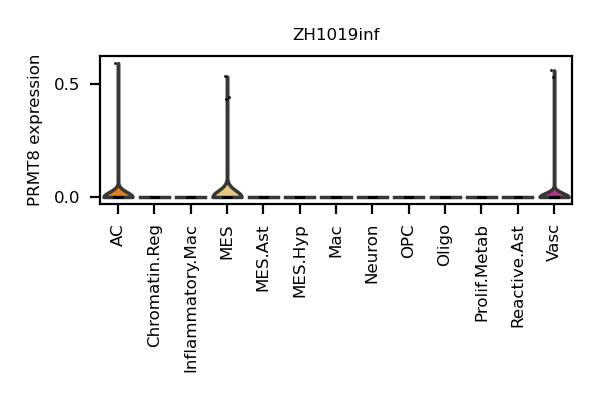 ZH1019inf
PRMT8 expression
0.5
0.0
AC
Chromatin.Reg
Inflammatory.Mac
MES
MES.Ast
MES.Hyp
Mac
Neuron
OPC
Oligo
Prolif.Metab
Reactive.Ast
Vasc